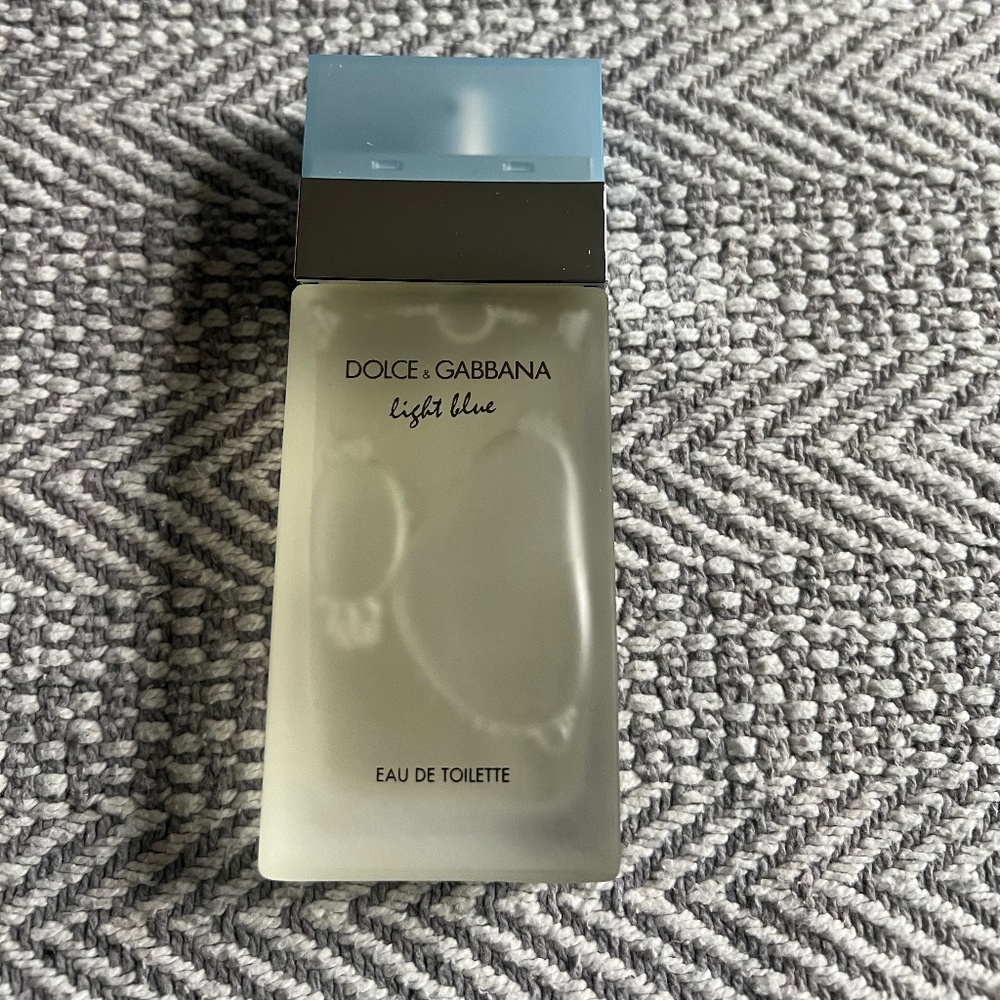 DOLCE & GABBANA
light blue
EAU DE TOILETTE